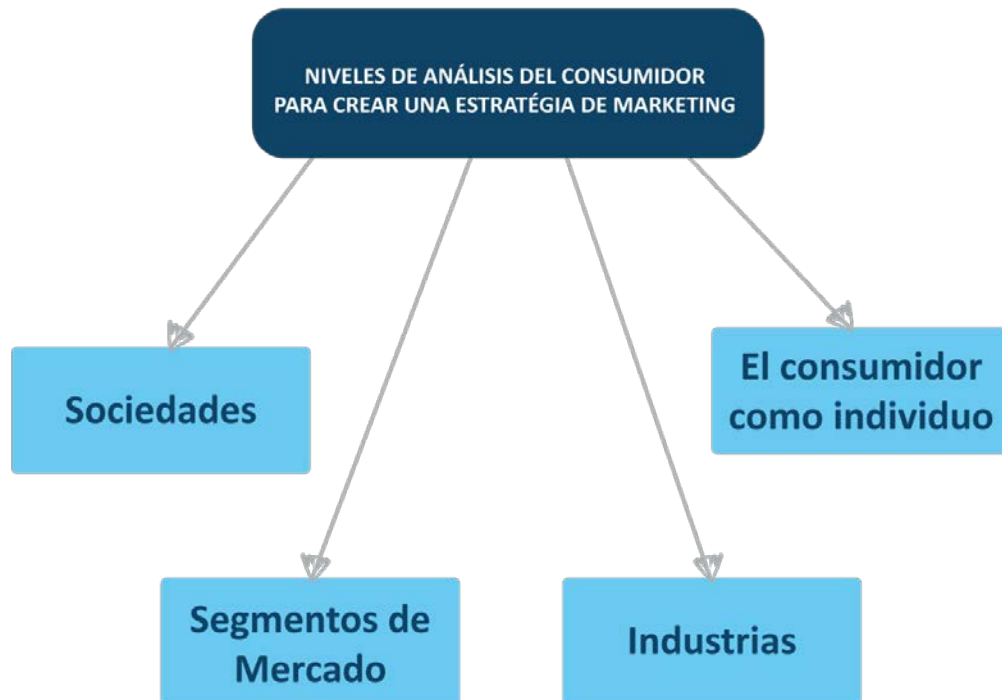 NIVELES DE ANÁLISIS DEL CONSUMIDOR
PARA CREAR UNA ESTRATÉGIA DE MARKETING
Sociedades
El consumidor
como individuo
Segmentos de
Mercado
Industrias